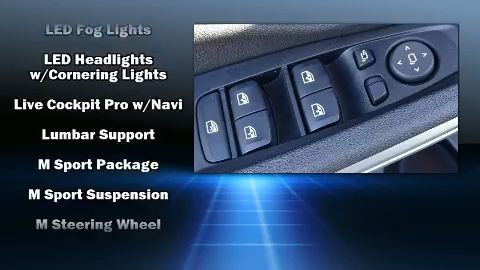 LED Fog Lights
LED Headlights
w/Cornering Lights
Live Cockpit Pro w/Navi
Lumbar Support
M Sport Package
M Sport Suspension
M Steering Wheel